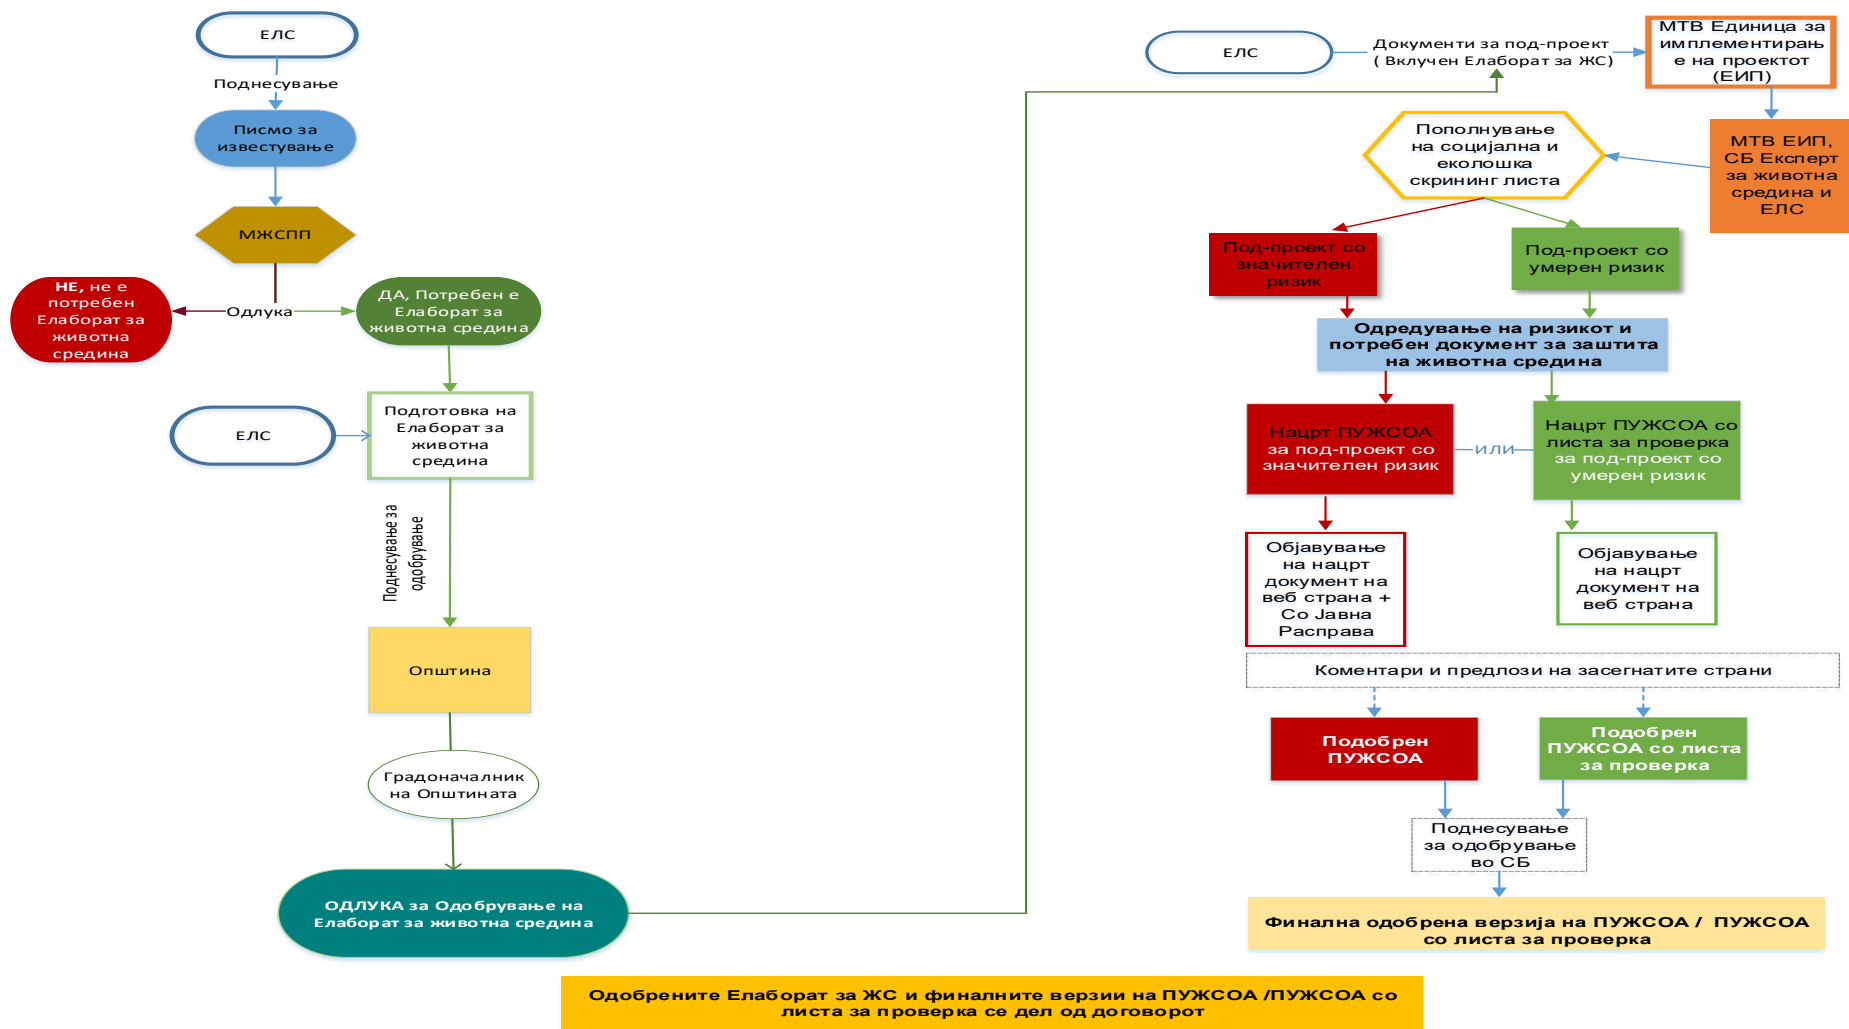 ЕЛС
Поднесување
Писмо за
известување
МЖСПП
Одлука
НЕ, не е
потребен
Елаборат за
животна
средина
ДА, Потребен е
Елаборат за
животна средина
ЕЛС
Подготовка на
Елаборат за
животна
средина
Поднесување за
одобрување
Општина
Градоначалник
на Општината
ОДЛУКА за Одобрување на
Елаборат за животна средина
ЕЛС
Документи за под-проект
( Вклучен Елаборат за ЖС)
МТВ Единица за
имплементирањ
е на проектот
(ЕИП)
МТВ ЕИП,
СБ Експерт
за животна
средина и
ЕЛС
Пополнување
на социјална и
еколошка
скрининг листа
Под-проект со
значителен
ризик
Под-проект со
умерен ризик
Одредување на ризикот и
потребен документ за заштита
на животна средина
Нацрт ПУЖСОА
за под-проект со
значителен ризик
или
Нацрт ПУЖСОА со
листа за проверка
за под-проект со
умерен ризик
Објавување
на нацрт
документ на
веб страна +
Со Јавна
Расправа
Објавување
на нацрт
документ на
веб страна
Коментари и предлози на засегнатите страни
Подобрен
ПУЖСОА
Подобрен
ПУЖСОА со листа
за проверка
Поднесување
за одобрување
во СБ
Финална одобрена верзија на ПУЖСОА / ПУЖСОА
со листа за проверка
Одобрените Елаборат за ЖС и финалните верзии на ПУЖСОА /ПУЖСОА со
листа за проверка се дел од договорот